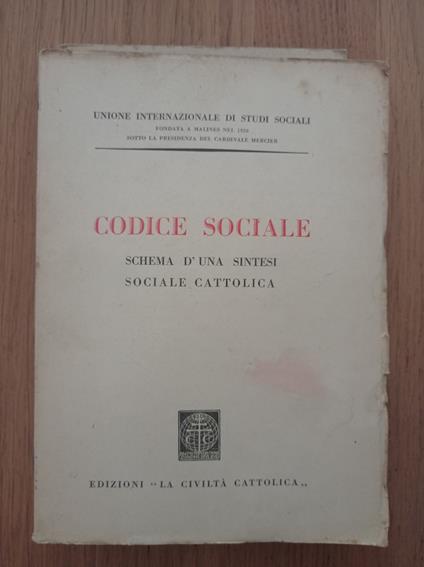 UNIONE INTERNAZIONALE DI STUDI SOCIALI
FONDATA A MALINES NEL 1920
SOTTO LA PRESIDENZA DEL CARDINALE MERCIER
CODICE SOCIALE
SCHEMA D'UNA SINTESI
SOCIALE CATTOLICA
EDIZIONI “LA CIVILTÀ CATTOLICA„